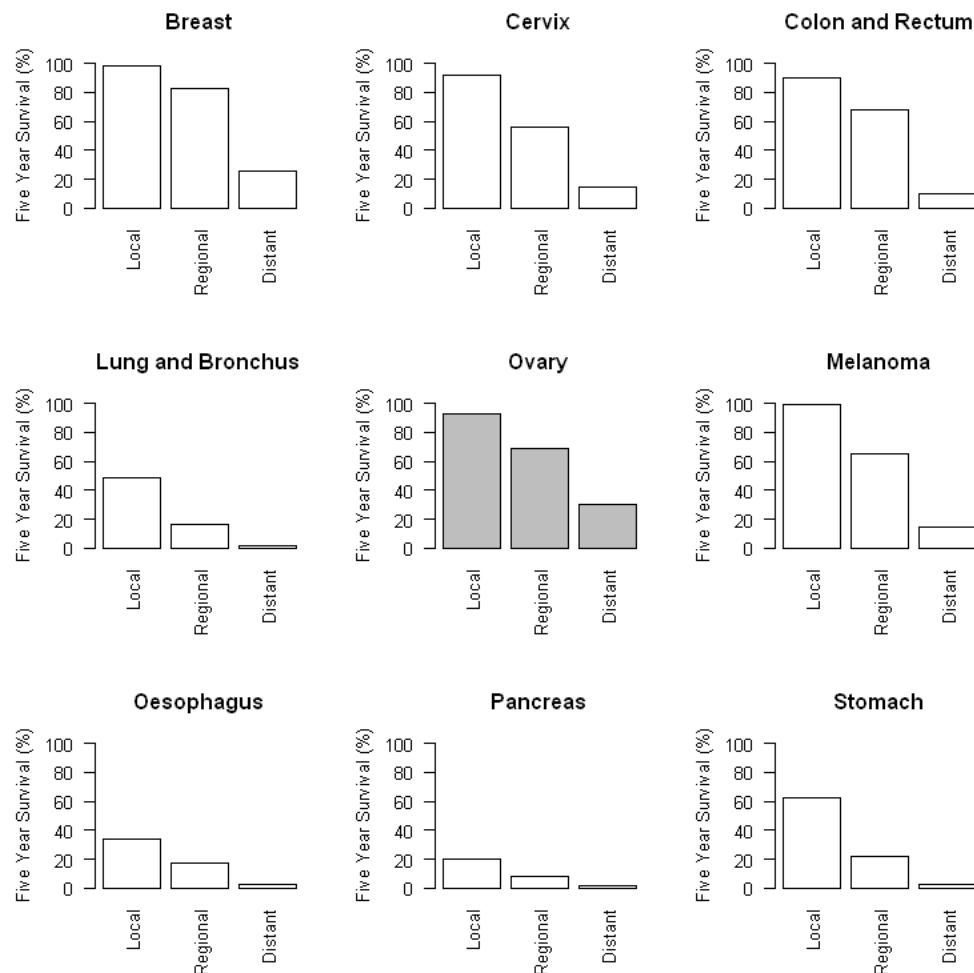 Breast
Five Year Survival (%)
100
80
60
40
20
0
Local
Regional
Distant
Cervix
Five Year Survival (%)
100
80
60
40
20
0
Local
Regional
Distant
Colon and Rectum
Five Year Survival (%)
100
80
60
40
20
0
Local
Regional
Distant
Lung and Bronchus
Five Year Survival (%)
100
80
60
40
20
0
Local
Regional
Distant
Ovary
Five Year Survival (%)
100
80
60
40
20
0
Local
Regional
Distant
Melanoma
Five Year Survival (%)
100
80
60
40
20
0
Local
Regional
Distant
Oesophagus
Five Year Survival (%)
100
80
60
40
20
0
Local
Regional
Distant
Pancreas
Five Year Survival (%)
100
80
60
40
20
0
Local
Regional
Distant
Stomach
Five Year Survival (%)
100
80
60
40
20
0
Local
Regional
Distant